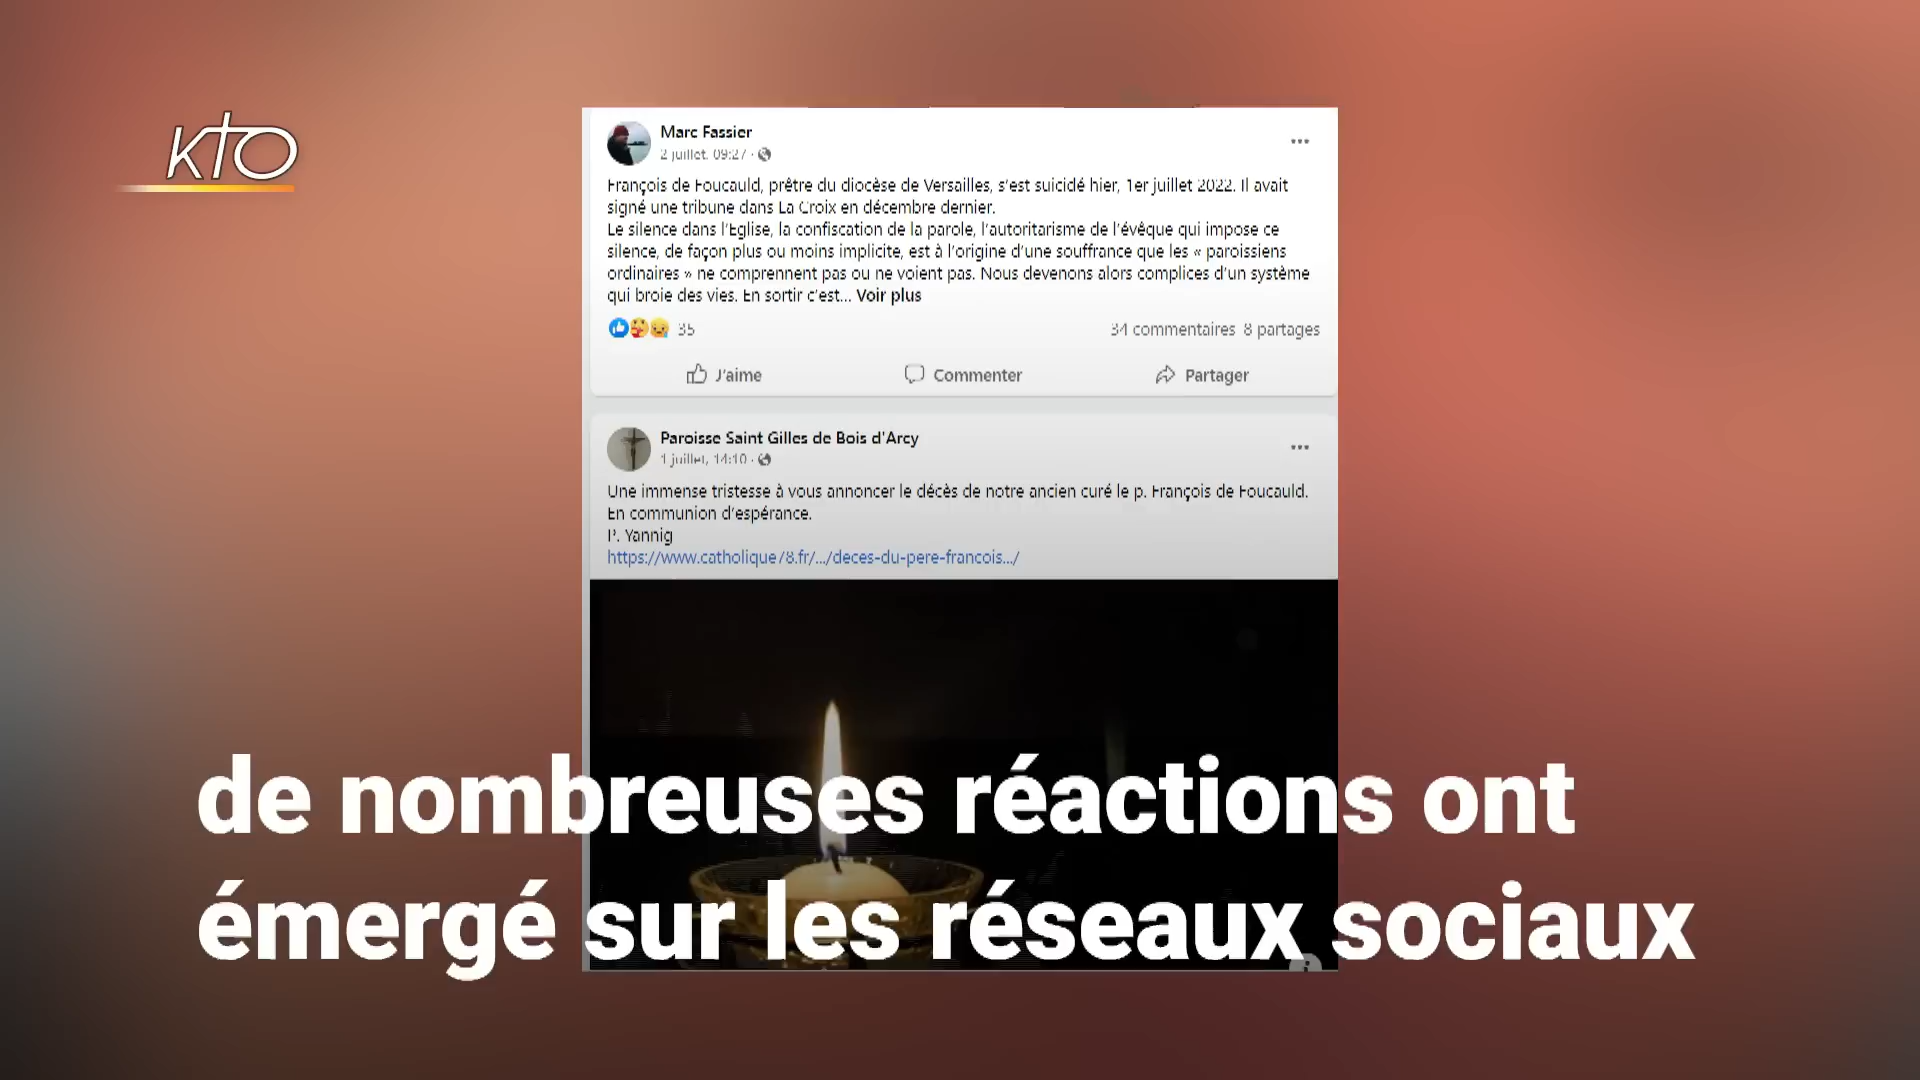 KTO
Marc Fassier
2 juillet, 09:27 ·
François de Foucauld, prêtre du diocèse de Versailles, s'est suicidé hier, 1er juillet 2022. Il avait
signé une tribune dans La Croix en décembre dernier.
Le silence dans l'Eglise, la confiscation de la parole, l'autoritarisme de l'évêque qui impose ce
silence, de façon plus ou moins implicite, est à l'origine d'une souffrance que les « paroissiens
ordinaires » ne comprennent pas ou ne voient pas. Nous devenons alors complices d'un système
qui broie des vies. En sortir c'est... Voir plus
35
34 commentaires 8 partages
J'aime
Commenter
Partager
Paroisse Saint Gilles de Bois d'Arcy
1 juillet, 14:10 ·
Une immense tristesse à vous annoncer le décès de notre ancien curé le p. François de Foucauld.
En communion d'espérance.
P. Yannig
https://www.catholique78.fr/.../deces-du-pere-francois.../
de nombreuses réactions ont
émergé sur les réseaux sociaux